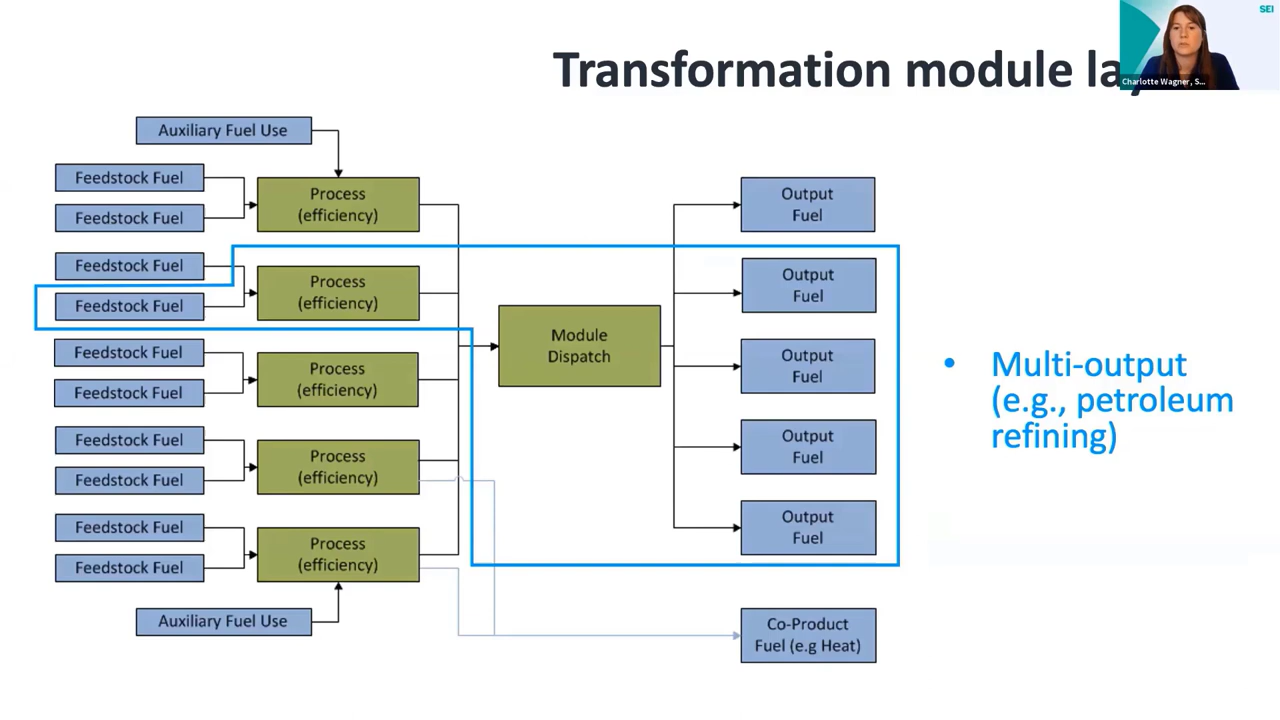 SEI
Transformation module la
Charlotte Wagner, S...
Auxiliary Fuel Use
Feedstock Fuel
Feedstock Fuel
Process
(efficiency)
Feedstock Fuel
Feedstock Fuel
Process
(efficiency)
Feedstock Fuel
Feedstock Fuel
Process
(efficiency)
Feedstock Fuel
Feedstock Fuel
Process
(efficiency)
Feedstock Fuel
Feedstock Fuel
Process
(efficiency)
Auxiliary Fuel Use
Module
Dispatch
Output
Fuel
Output
Fuel
Output
Fuel
Output
Fuel
Output
Fuel
Co-Product
Fuel (e.g Heat)
• Multi-output
(e.g., petroleum
refining)